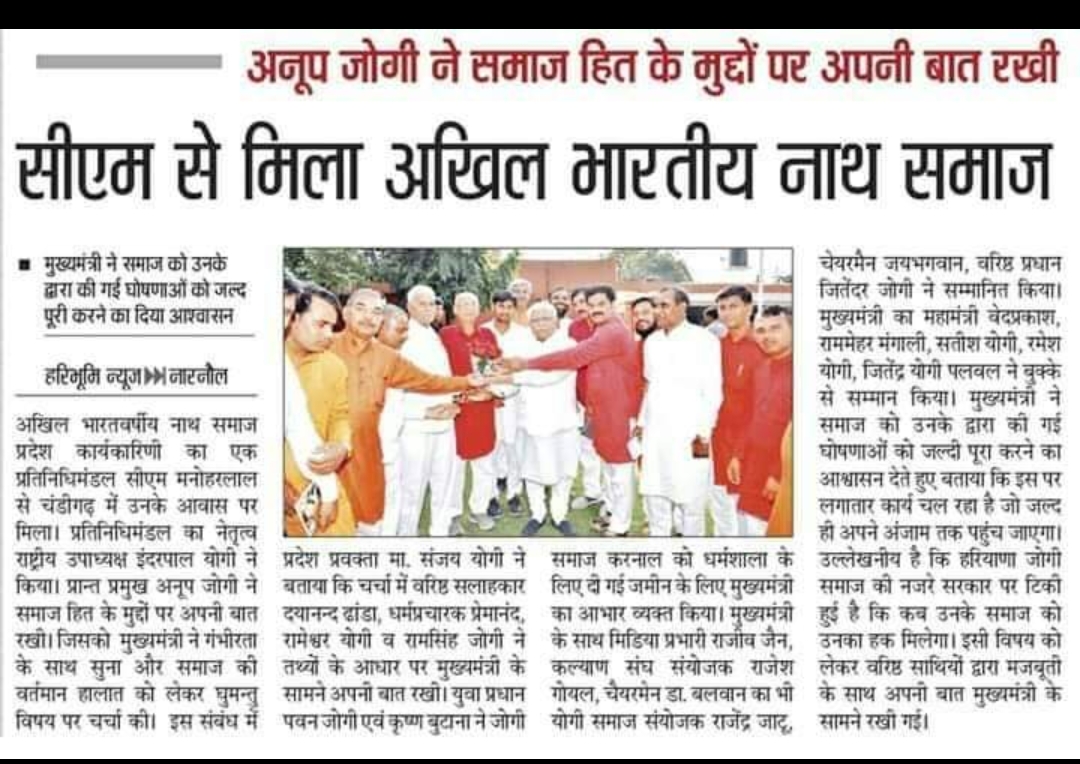 अनूप जोगी ने समाज हित के मुद्दों पर अपनी बात रखी
सीएम से मिला अखिल भारतीय नाथ समाज
■ मुख्यमंत्री ने समाज को उनके
द्वारा की गई घोषणाओं को जल्द
पूरी करने का दिया आश्वासन
हरिभूमि न्यूज▶▶| नारनौल
अखिल भारतवर्षीय नाथ समाज
प्रदेश कार्यकारिणी का एक
प्रतिनिधिमंडल सीएम मनोहरलाल
से चंडीगढ़ में उनके आवास पर
मिला। प्रतिनिधिमंडल का नेतृत्व
राष्ट्रीय उपाध्यक्ष इंदरपाल योगी ने
किया। प्रान्त प्रमुख अनूप जोगी ने
समाज हित के मुद्दों पर अपनी बात
रखी। जिसको मुख्यमंत्री ने गंभीरता
के साथ सुना और समाज की
वर्तमान हालात को लेकर घुमन्तु
विषय पर चर्चा की। इस संबंध में
प्रदेश प्रवक्ता मा. संजय योगी ने
बताया कि चर्चा में वरिष्ठ सलाहकार
दयानन्द ढांडा, धर्मप्रचारक प्रेमानंद,
रामेश्वर योगी व रामसिंह जोगी ने
तथ्यों के आधार पर मुख्यमंत्री के
सामने अपनी बात रखी। युवा प्रधान
पवन जोगी एवं कृष्ण बुटाना ने जोगी
समाज करनाल को धर्मशाला के
लिए दी गई जमीन के लिए मुख्यमंत्री
का आभार व्यक्त किया। मुख्यमंत्री
के साथ मिडिया प्रभारी राजीव जैन,
कल्याण संघ संयोजक राजेश
गोयल, चैयरमैन डा. बलवान का भी
योगी समाज संयोजक राजेंद्र जाटू,
चेयरमैन जयभगवान, वरिष्ठ प्रधान
जितेंदर जोगी ने सम्मानित किया।
मुख्यमंत्री का महामंत्री वेदप्रकाश,
राममेहर मंगाली, सतीश योगी, रमेश
योगी, जितेंद्र योगी पलवल ने बुक्के
से सम्मान किया। मुख्यमंत्री ने
समाज को उनके द्वारा की गई
घोषणाओं को जल्दी पूरा करने का
आश्वासन देते हुए बताया कि इस पर
लगातार कार्य चल रहा है जो जल्द
ही अपने अंजाम तक पहुंच जाएगा।
उल्लेखनीय है कि हरियाणा जोगी
समाज की नजरे सरकार पर टिकी
हुई है कि कब उनके समाज को
उनका हक मिलेगा। इसी विषय को
लेकर वरिष्ठ साथियों द्वारा मजबूती
के साथ अपनी बात मुख्यमंत्री के
सामने रखी गई।